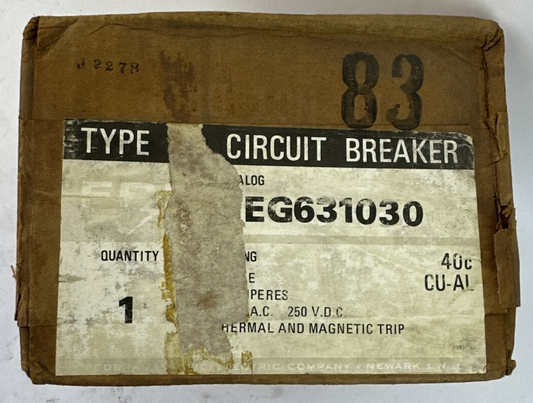 J 2278
83
TYPE CIRCUIT BREAKER
ALOG
EG631030
QUANTITY
1
NG
E
MPERES
.A.C. 250 V.D.C.
HERMAL AND MAGNETIC TRIP
40c
CU-AL
ELECTRIC COMPANY • NEWARK